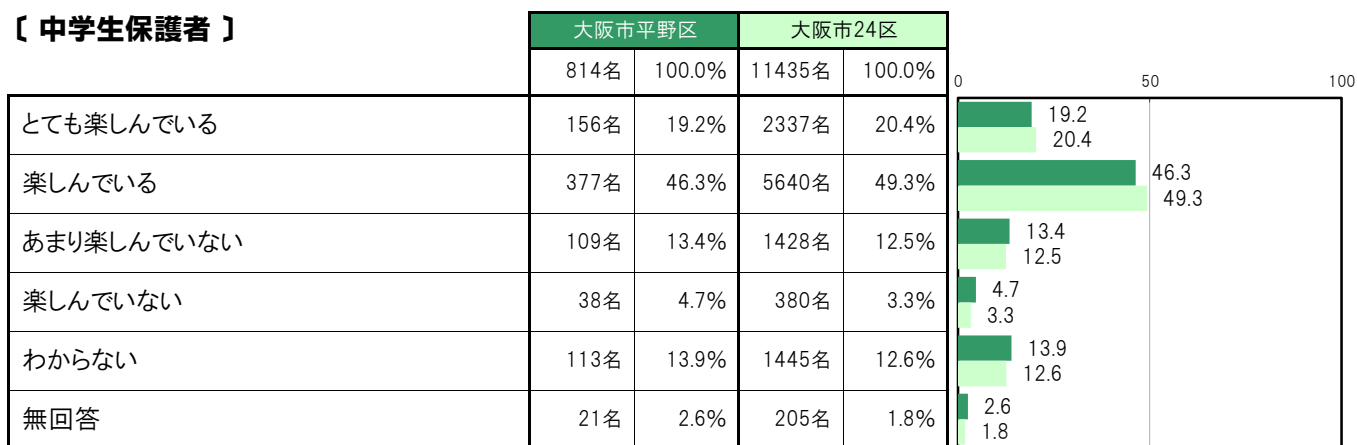 〔 中学生保護者 〕
大阪市平野区 大阪市24区
814名 100.0% 11435名 100.0%
0 50 100
とても楽しんでいる 156名 19.2% 2337名 20.4% 19.2
20.4
楽しんでいる 377名 46.3% 5640名 49.3% 46.3
49.3
あまり楽しんでいない 109名 13.4% 1428名 12.5% 13.4
12.5
楽しんでいない 38名 4.7% 380名 3.3% 4.7
3.3
わからない 113名 13.9% 1445名 12.6% 13.9
12.6
無回答 21名 2.6% 205名 1.8% 2.6
1.8